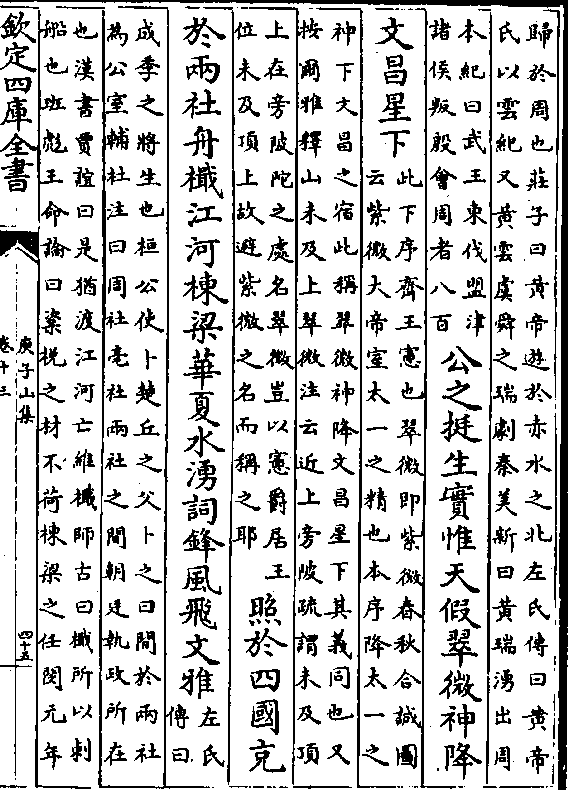 歸於周也莊子曰黄帝遊於赤水之北左氏傳曰黄帝
氏以雲紀又黄雲虞舜之瑞劇秦美新曰黄瑞湧出周
本紀曰武王東伐盟津
諸侯叛殷會周者八百
公之挺生實惟天假翠微神降
文昌星下
此下序齊王憲也翠微即紫微春秋合誠圖
云紫微大帝室太一之精也本序降太一之
神下文昌之宿此稱翠微神降文昌星下其義同也又
按爾雅釋山未及上翠微注云近上旁陂疏謂未及頂
上在旁陂陀之處名翠微豈以憲爵居王
位未及頂上故避紫微之名而稱之耶
照於四國克
於兩社舟檝江河棟梁華夏水湧詞鋒風飛文雅
左氏
傳曰
成季之將生也桓公使卜楚丘之父卜之曰間於兩社
為公室輔社注曰周社亳社兩社之間朝廷執政所在
也漢書賈誼曰是猶渡江河亡維檝師古曰檝所以刺
船也班彪王命論曰楶梲之材不荷棟梁之任閔元年
欽定四庫全書
庾子山集
卷十三
四十五